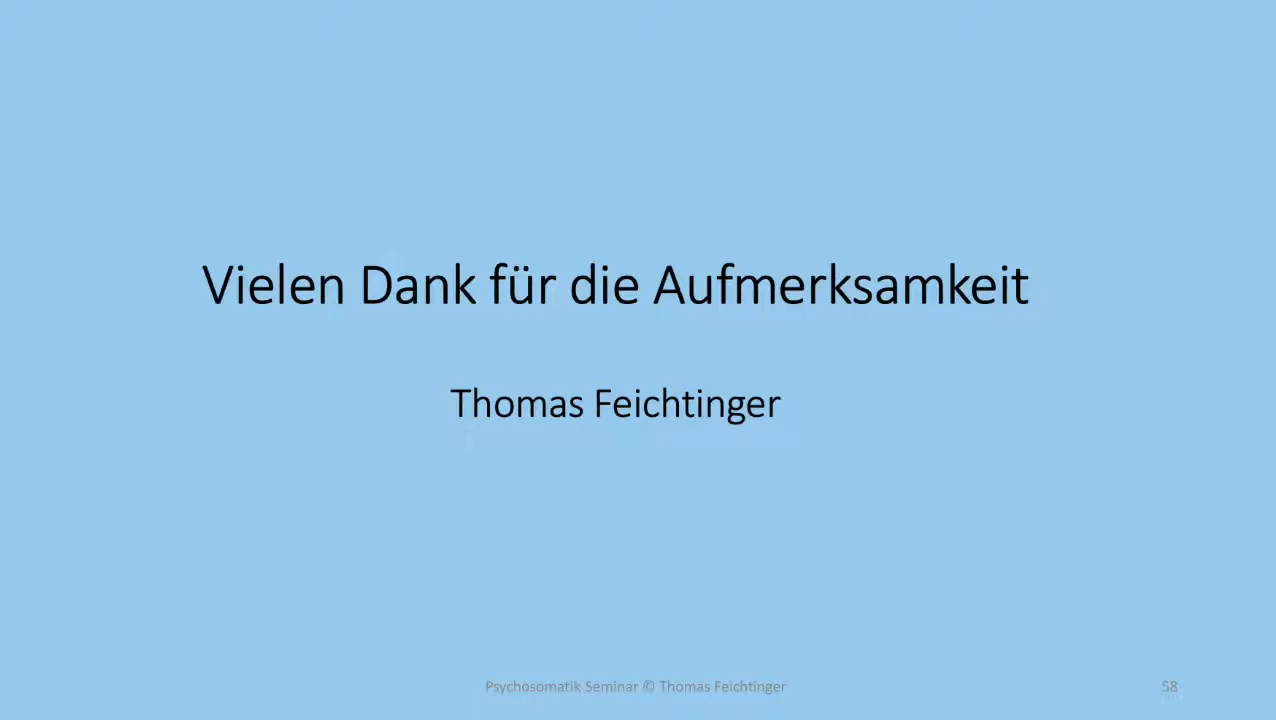 Vielen Dank für die Aufmerksamkeit
Thomas Feichtinger
Psychosomatik Seminar © Thomas Feichtinger
58